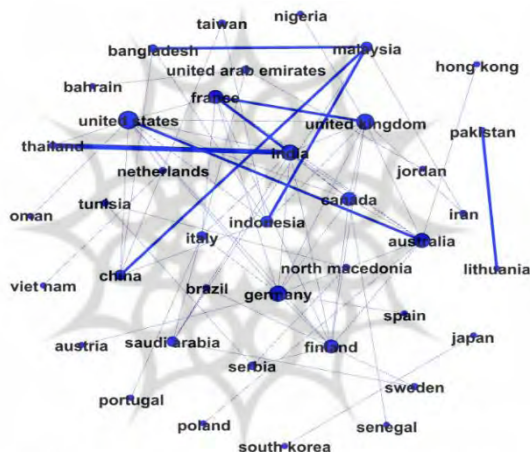 taiwan
nigeria
bangladesh
malaysia
united arab emirates
hong kong
bahrain
france
united states
united kingdom
pakistan
thailand
india
netherlands
jordan
tunisia
canada
oman
indonesia
iran
italy
australia
china
north macedonia
lithuania
viet nam
brazil
germany
spain
austria
saudi arabia
finland
japan
serbia
sweden
portugal
poland
senegal
south korea